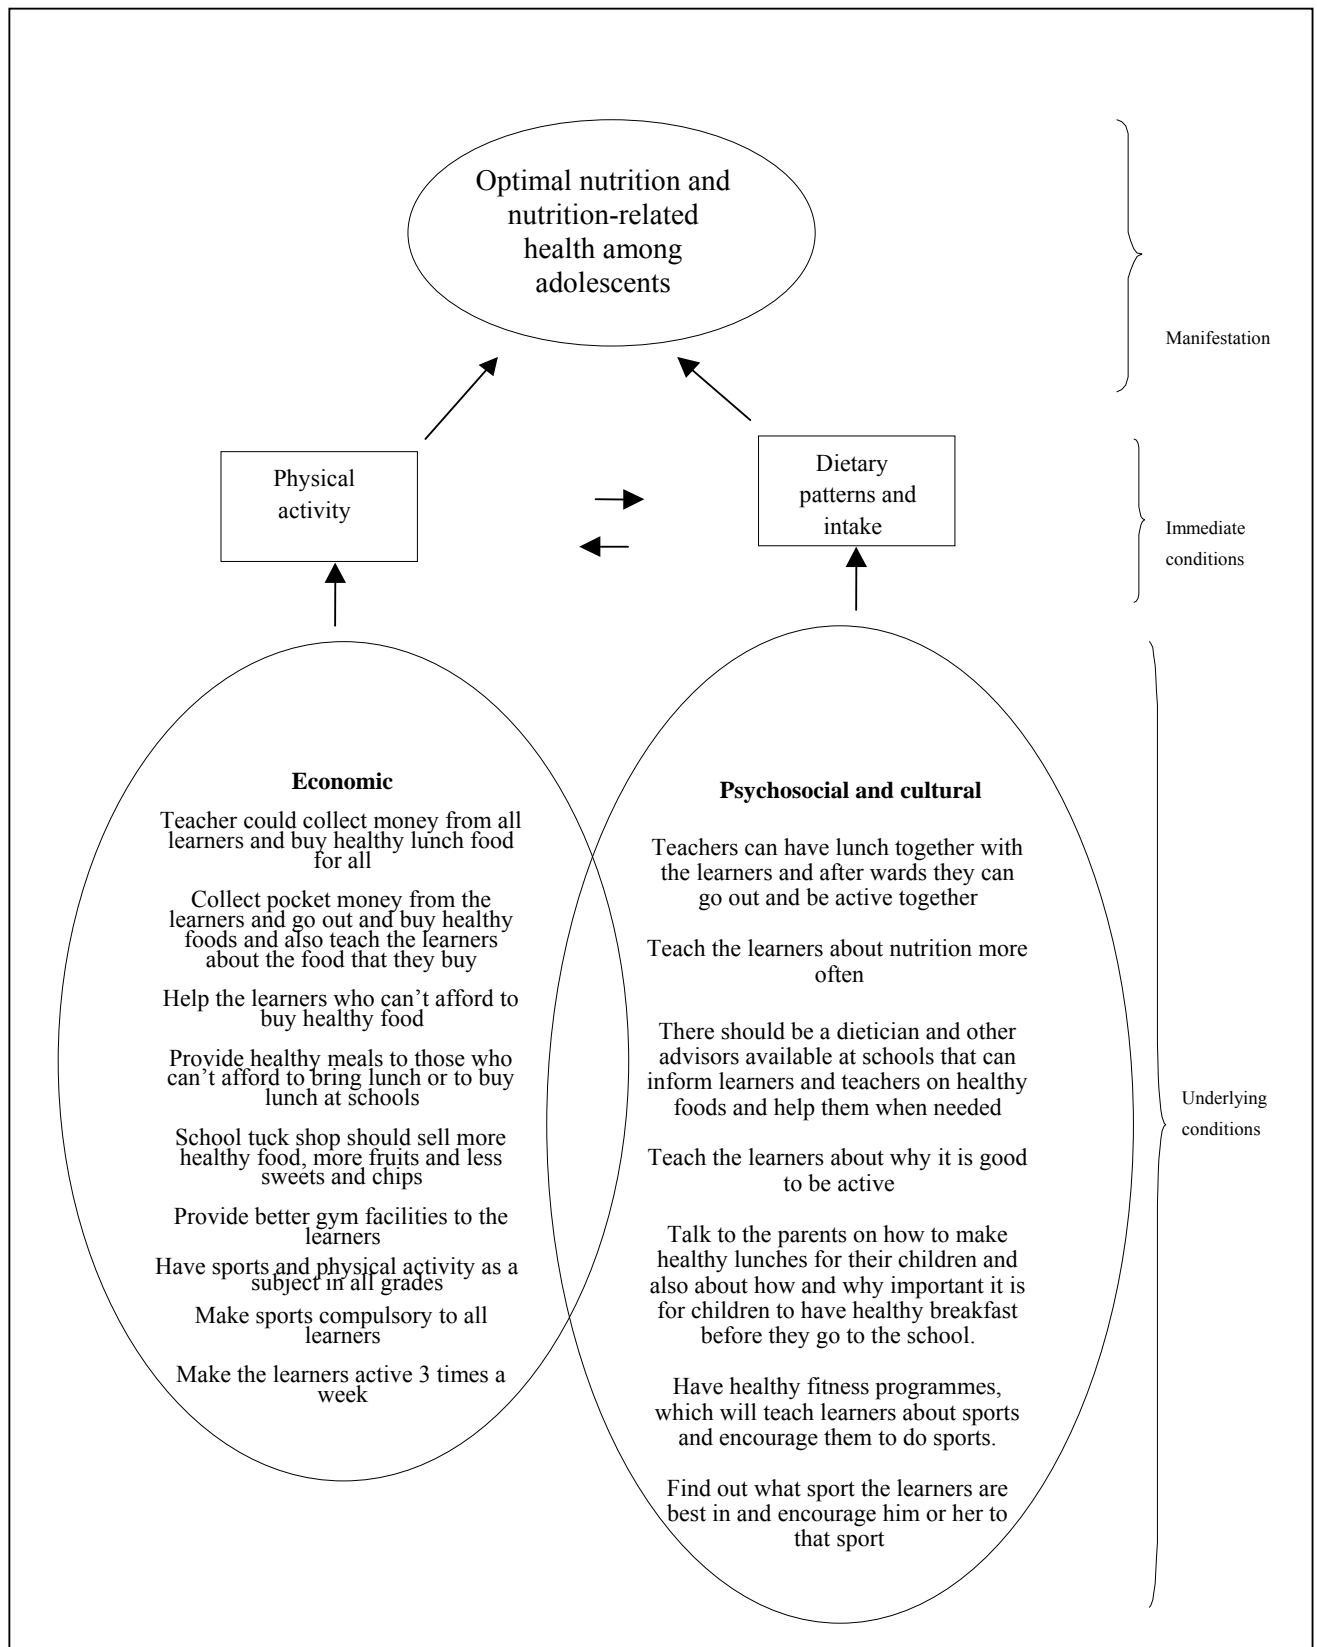 Optimal nutrition and
nutrition-related
health among
adolescents
Manifestation
Physical
activity
Dietary
patterns and
intake
Immediate
conditions
Economic
Teacher could collect money from all
learners and buy healthy lunch food
for all
Collect pocket money from the
learners and go out and buy healthy
foods and also teach the learners
about the food that they buy
Help the learners who can't afford to
buy healthy food
Provide healthy meals to those who
can't afford to bring lunch or to buy
lunch at schools
School tuck shop should sell more
healthy food, more fruits and less
sweets and chips
Provide better gym facilities to the
learners
Have sports and physical activity as a
subject in all grades
Make sports compulsory to all
learners
Make the learners active 3 times a
week
Psychosocial and cultural
Teachers can have lunch together with
the learners and after wards they can
go out and be active together
Teach the learners about nutrition more
often
There should be a dietician and other
advisors available at schools that can
inform learners and teachers on healthy
foods and help them when needed
Teach the learners about why it is good
to be active
Talk to the parents on how to make
healthy lunches for their children and
also about how and why important it is
for children to have healthy breakfast
before they go to the school.
Have healthy fitness programmes,
which will teach learners about sports
and encourage them to do sports.
Find out what sport the learners are
best in and encourage him or her to
that sport
Underlying
conditions